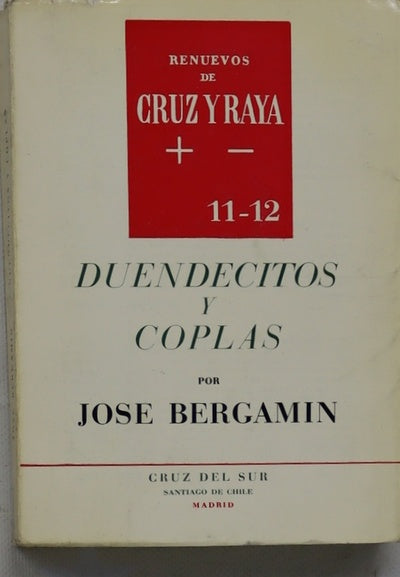 RENUEVOS
DE
CRUZ Y RAYA
+ −
11-12
DUENDECITOS
Y
COPLAS
POR
JOSE BERGAMIN
CRUZ DEL SUR
SANTIAGO DE CHILE
MADRID